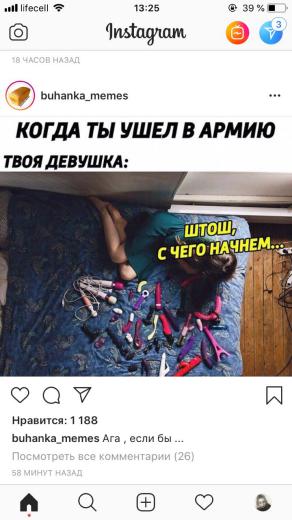 lifecell
13:25
39 %
Instagram
3
18 ЧАСОВ НАЗАД
buhanka_memes
КОГДА ТЫ УШЕЛ В АРМИЮ
ТВОЯ ДЕВУШКА:
ШТОШ,
С ЧЕГО НАЧНЕМ...
Нравится: 1 188
buhanka_memes Ага , если бы ...
Посмотреть все комментарии (26)
58 МИНУТ НАЗАД